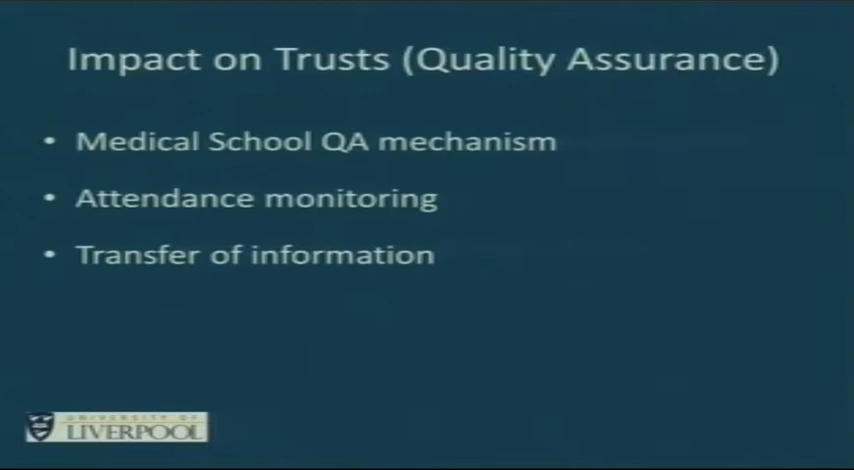 Impact on Trusts (Quality Assurance)
• Medical School QA mechanism
• Attendance monitoring
• Transfer of information
UNIVERSITY OF
LIVERPOOL